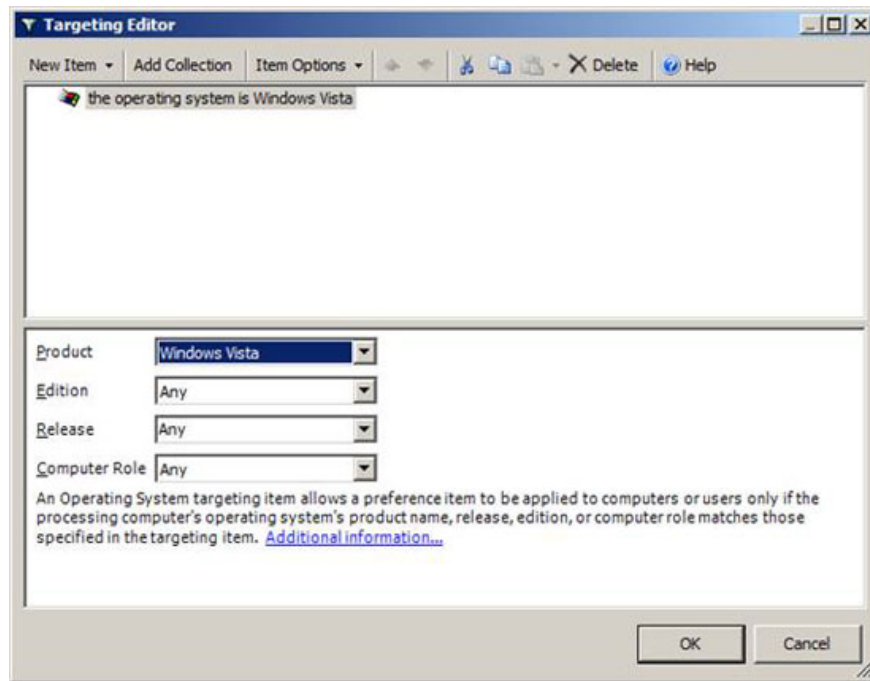 Targeting Editor
New Item Add Collection Item Options Delete Help
the operating system is Windows Vista
Product Windows Vista
Edition Any
Release Any
Computer Role Any
An Operating System targeting item allows a preference item to be applied to computers or users only if the
processing computer's operating system's product name, release, edition, or computer role matches those
specified in the targeting item. Additional information...
OK Cancel